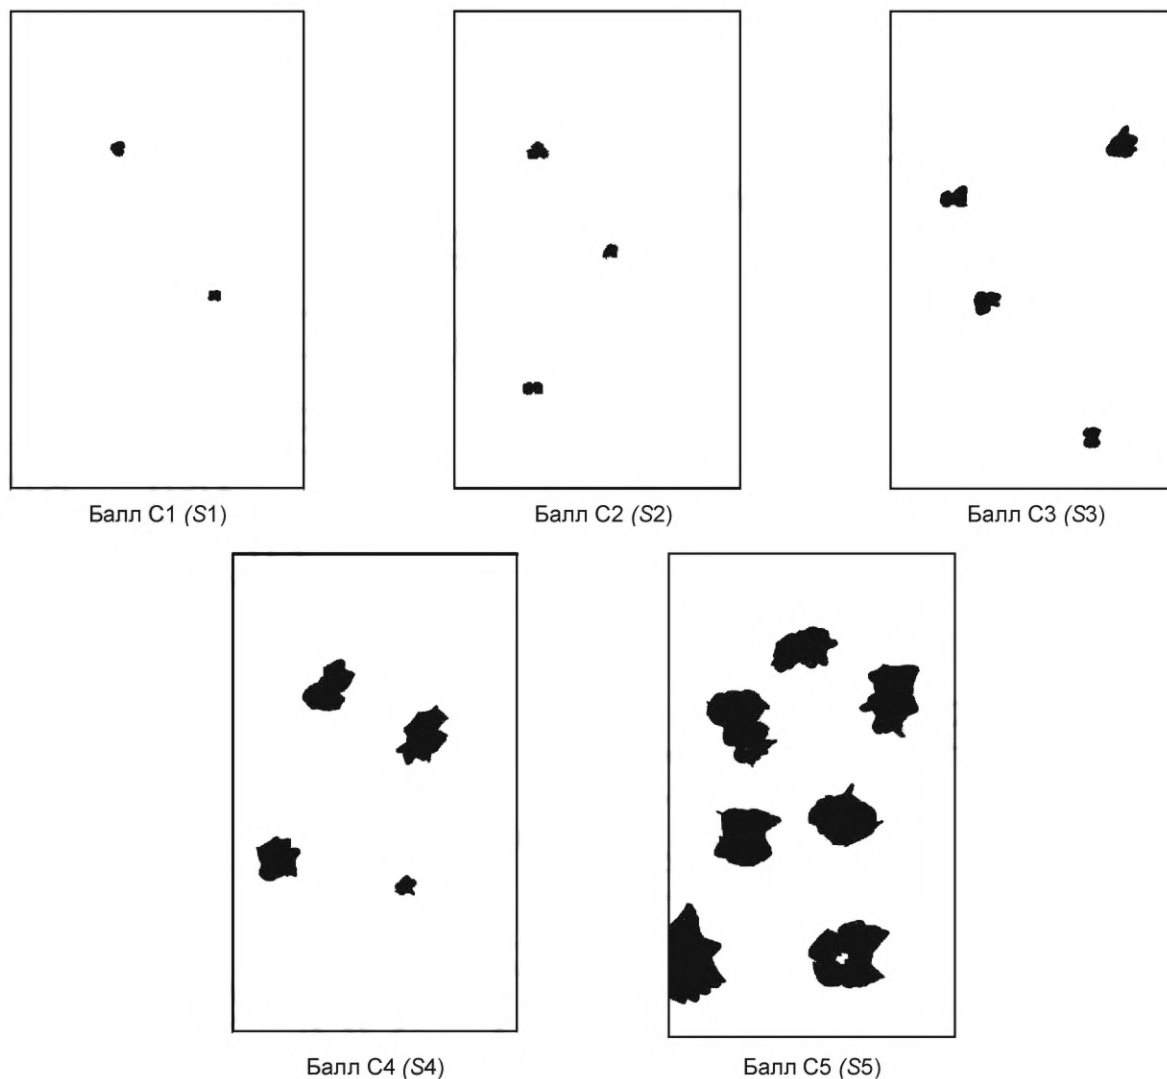 Балл С1 (S1)
Балл С2 (S2)
Балл С3 (S3)
Балл С4 (S4)
Балл С5 (S5)